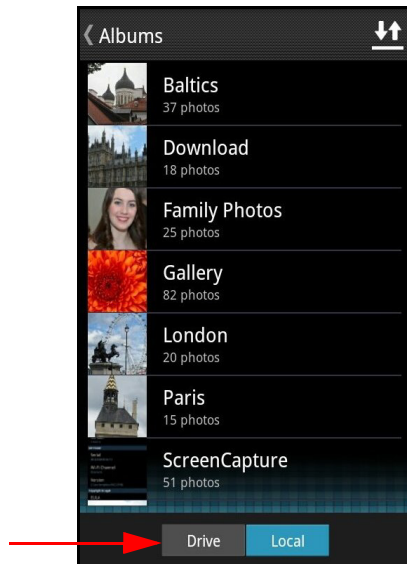 Albums
Baltics
37 photos
Download
18 photos
Family Photos
25 photos
Gallery
82 photos
London
20 photos
Paris
15 photos
ScreenCapture
51 photos
Drive Local